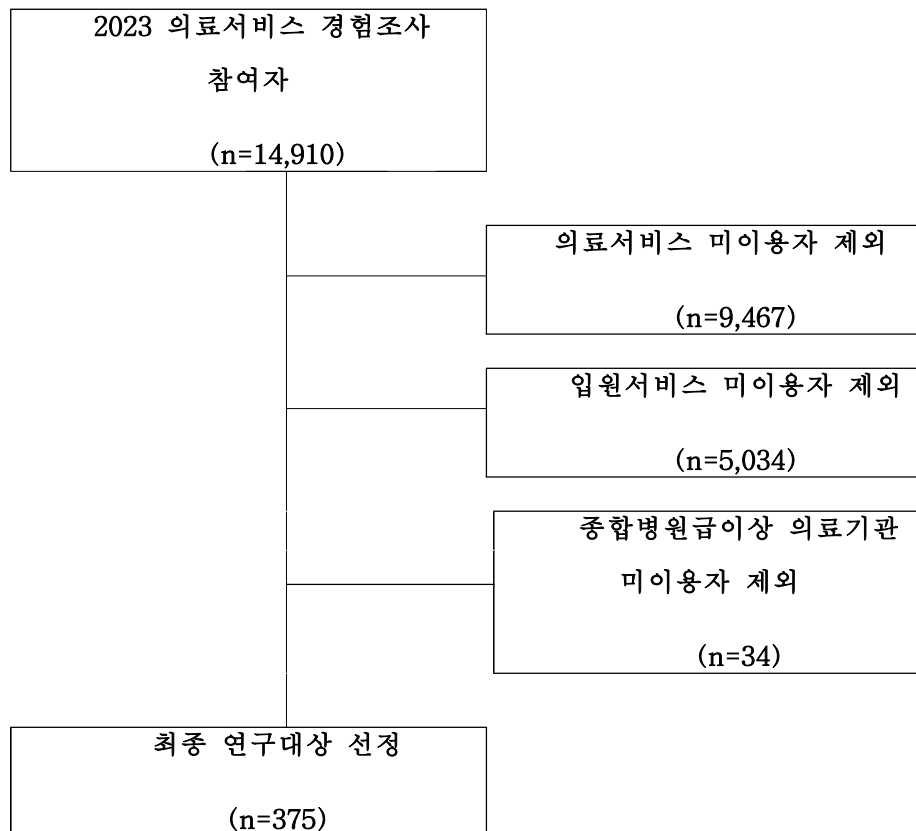 2023 의료서비스 경험조사
참여자
(n=14,910)
의료서비스 미이용자 제외
(n=9,467)
입원서비스 미이용자 제외
(n=5,034)
종합병원급이상 의료기관
미이용자 제외
(n=34)
최종 연구대상 선정
(n=375)